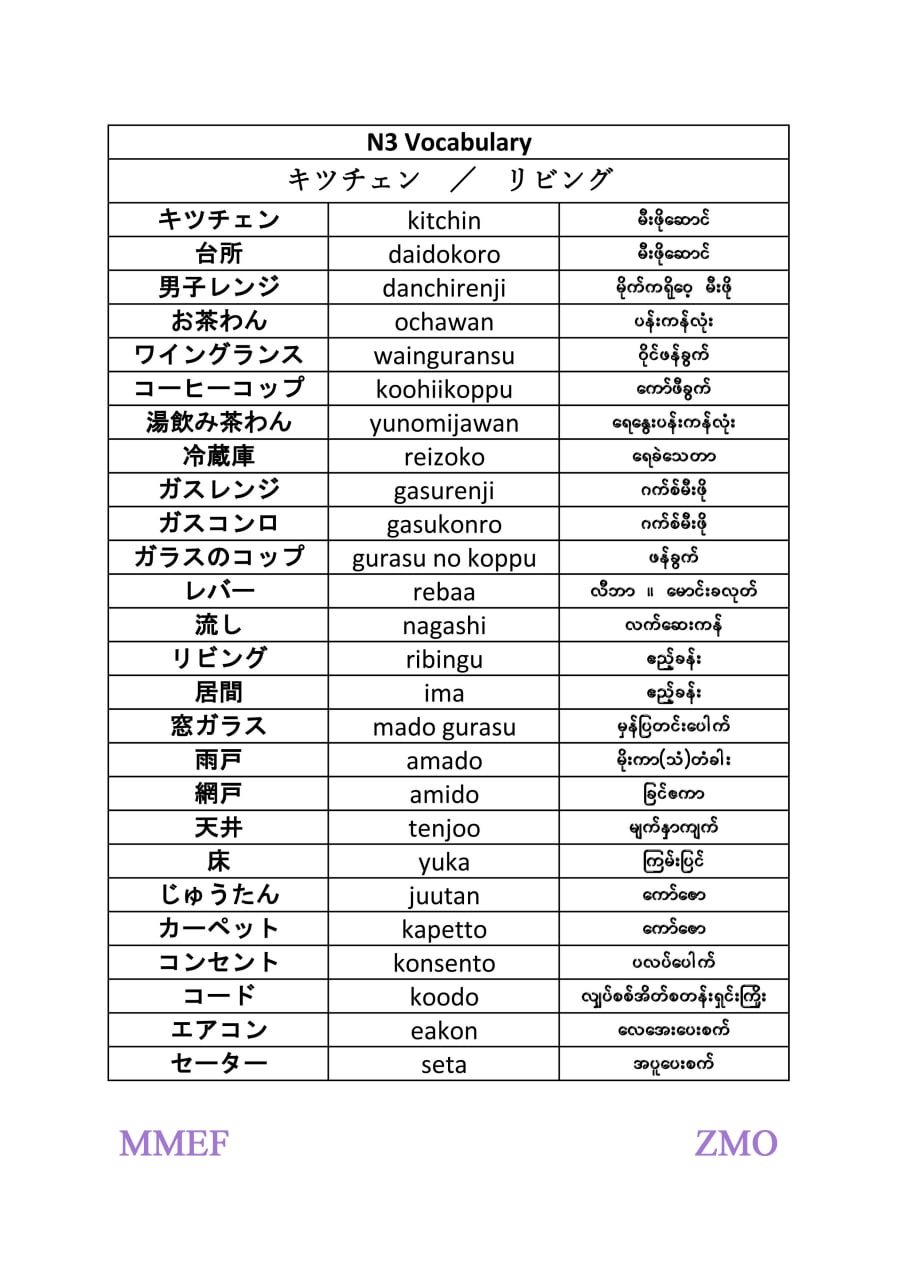 N3 Vocabulary
キツチェン ／ リビング
キツチェン kitchin မီးဖိုဆောင်
台所 daidokoro မီးဖိုဆောင်
男子レンジ danchirenji မိုက်ကရိုဝေ့ မီးဖို
お茶わん ochawan ပန်းကန်လုံး
ワイングランス wainguransu ဝိုင်ဖန်ခွက်
コーヒーコップ koohiikoppu ကော်ဖီခွက်
湯飲み茶わん yunomijawan ရေနွေးပန်းကန်လုံး
冷蔵庫 reizoko ရေခဲသေတာ
ガスレンジ gasurenji ဂက်စ်မီးဖို
ガスコンロ gasukonro ဂက်စ်မီးဖို
ガラスのコップ gurasu no koppu ဖန်ခွက်
レバー rebaa လီဘာ ။ မောင်းခလုတ်
流し nagashi လက်ဆေးကန်
リビング ribingu ဧည့်ခန်း
居間 ima ဧည့်ခန်း
窓ガラス mado gurasu မှန်ပြတင်းပေါက်
雨戸 amado မိုးကာ(သံ)တံခါး
網戸 amido ခြင်ဇကာ
天井 tenjoo မျက်နှာကျက်
床 yuka ကြမ်းပြင်
じゅうたん juutan ကော်ဇော
カーペット kapetto ကော်ဇော
コンセント konsento ပလပ်ပေါက်
コード koodo လျှပ်စစ်အိတ်စတန်းရှင်းကြိုး
エアコン eakon လေအေးပေးစက်
セーター seta အပူပေးစက်
MMEF ZMO